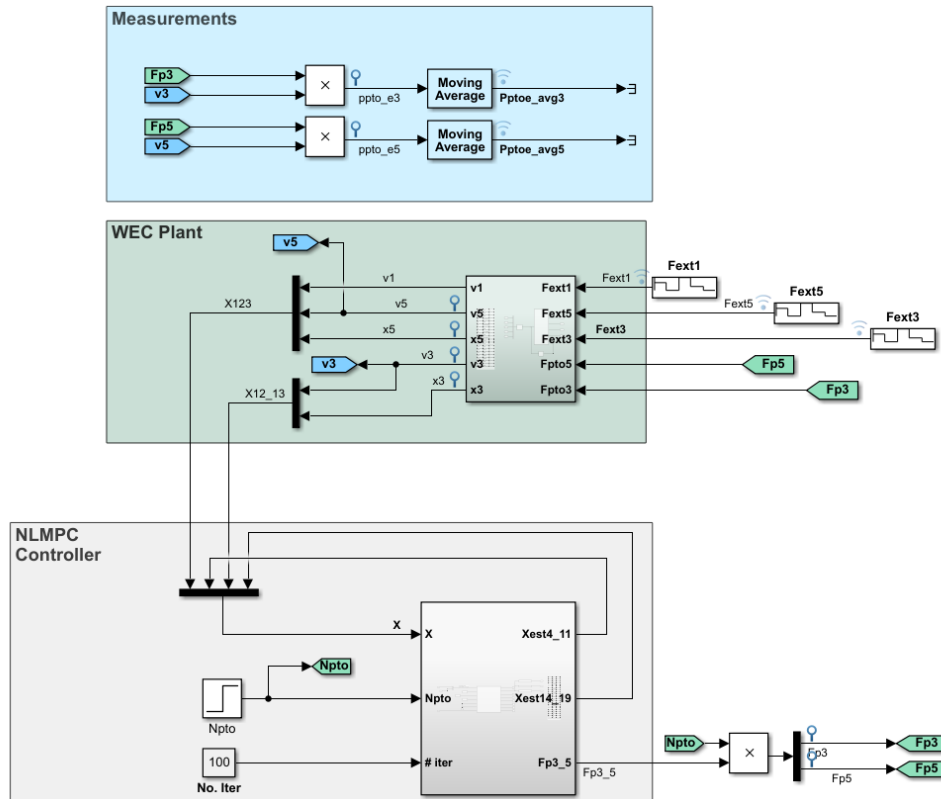 Measurements
Fp3
v3
×
ppto_e3
Moving
Average
Pptoe_avg3
Fp5
v5
×
ppto_e5
Moving
Average
Pptoe_avg5
WEC Plant
v5
v1
v1
Fext1
Fext1
Fext1
X123
v5
v5
Fext5
Fext5
Fext5
x5
x5
Fext3
Fext3
Fext3
v3
v3
v3
Fpto5
Fp5
X12_13
x3
x3
Fpto3
Fp3
NLMPC
Controller
X
X
Xest4_11
Npto
Npto
Npto
Xest14_19
100
No. Iter
# iter
Fp3_5
Fp3_5
Npto
×
Fp3
Fp3
Fp5
Fp5